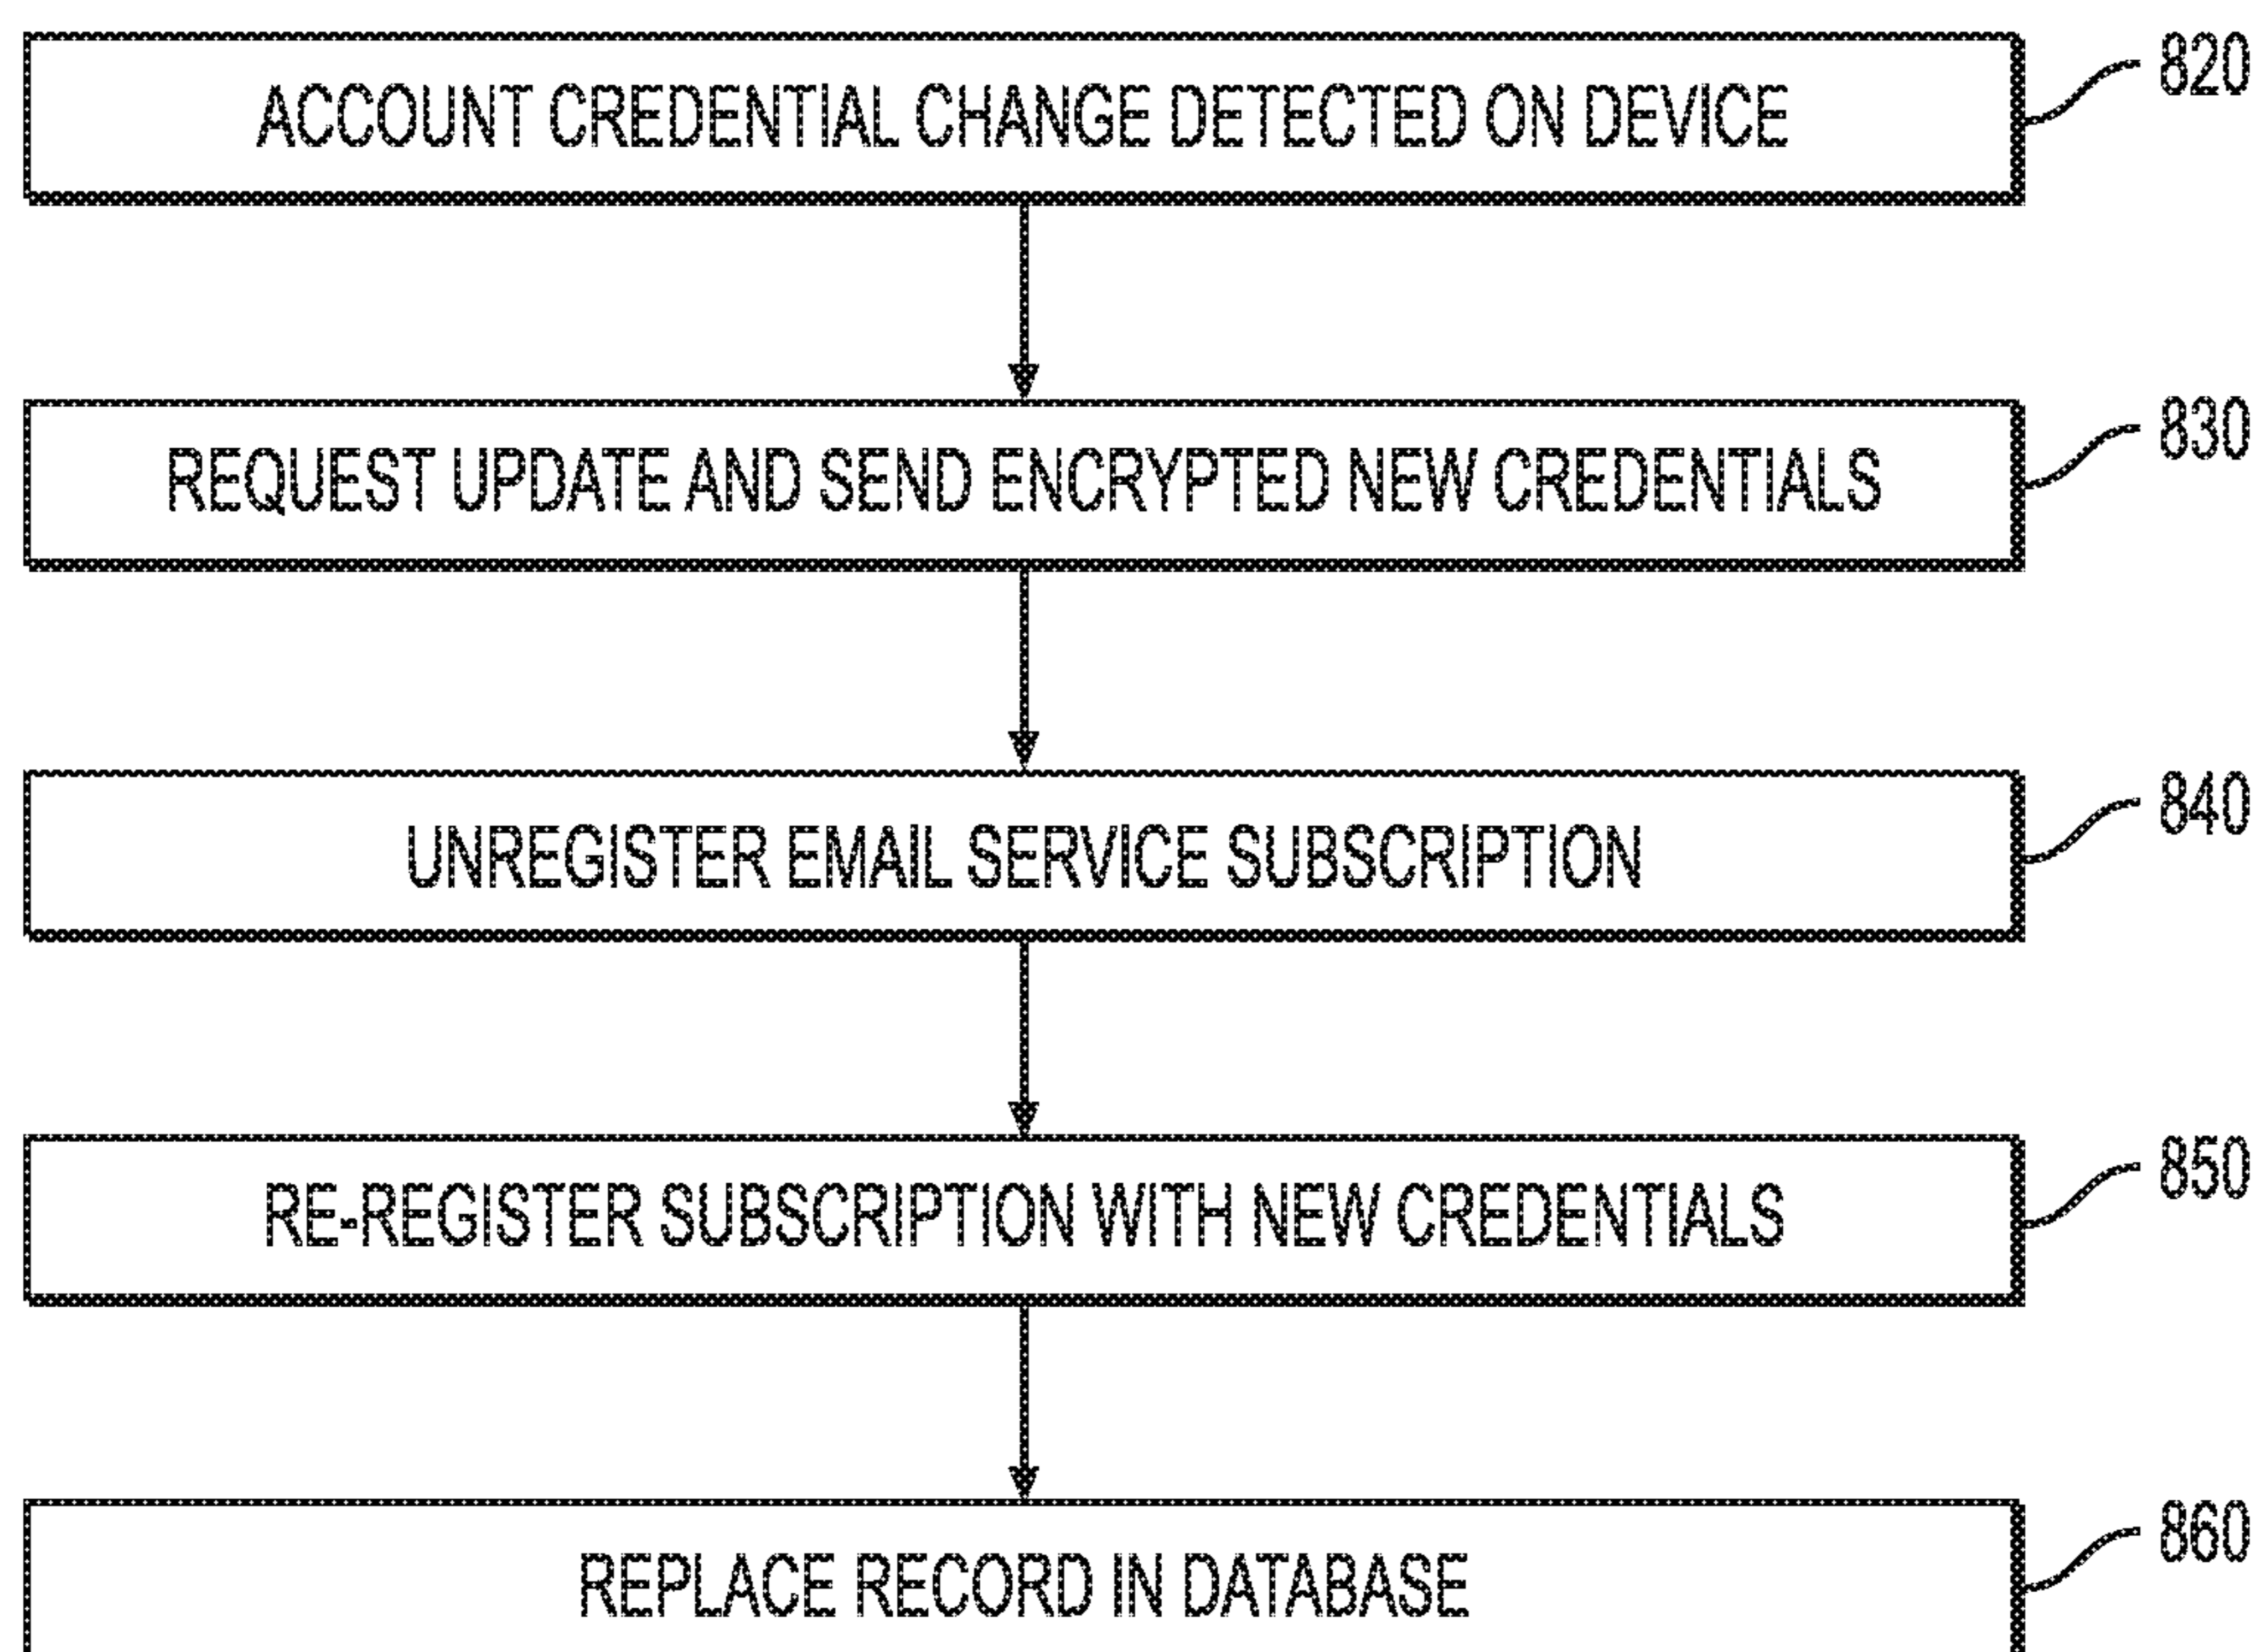 ACCOUNT CREDENTIAL CHANGE DETECTED ON DEVICE 820
REQUEST UPDATE AND SEND ENCRYPTED NEW CREDENTIALS 830
UNREGISTER EMAIL SERVICE SUBSCRIPTION 840
RE-REGISTER SUBSCRIPTION WITH NEW CREDENTIALS 850
REPLACE RECORD IN DATABASE 860